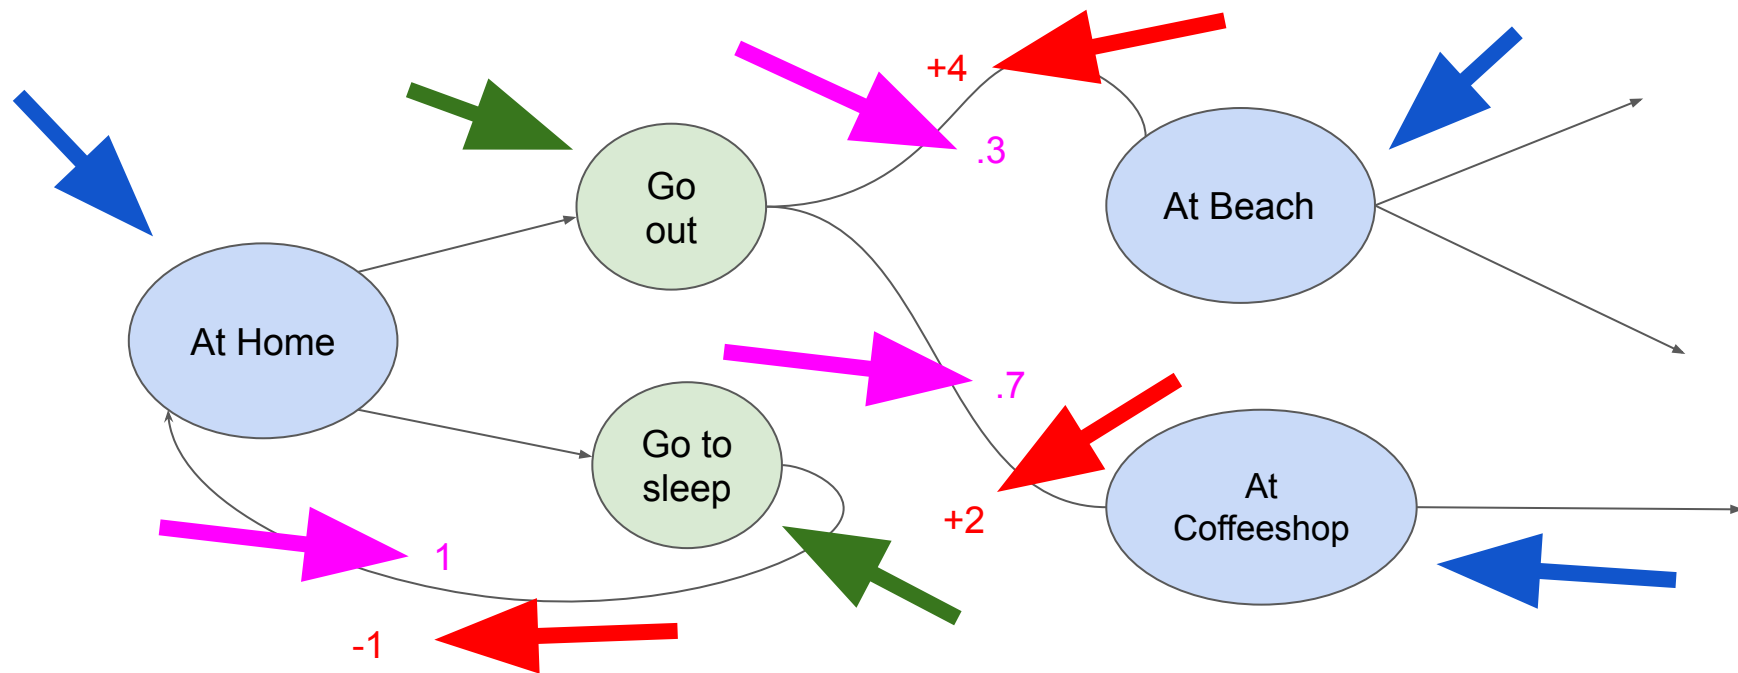 +4
.3
Go
out
At Beach
At Home
.7
Go to
sleep
At
Coffeeshop
+2
1
-1